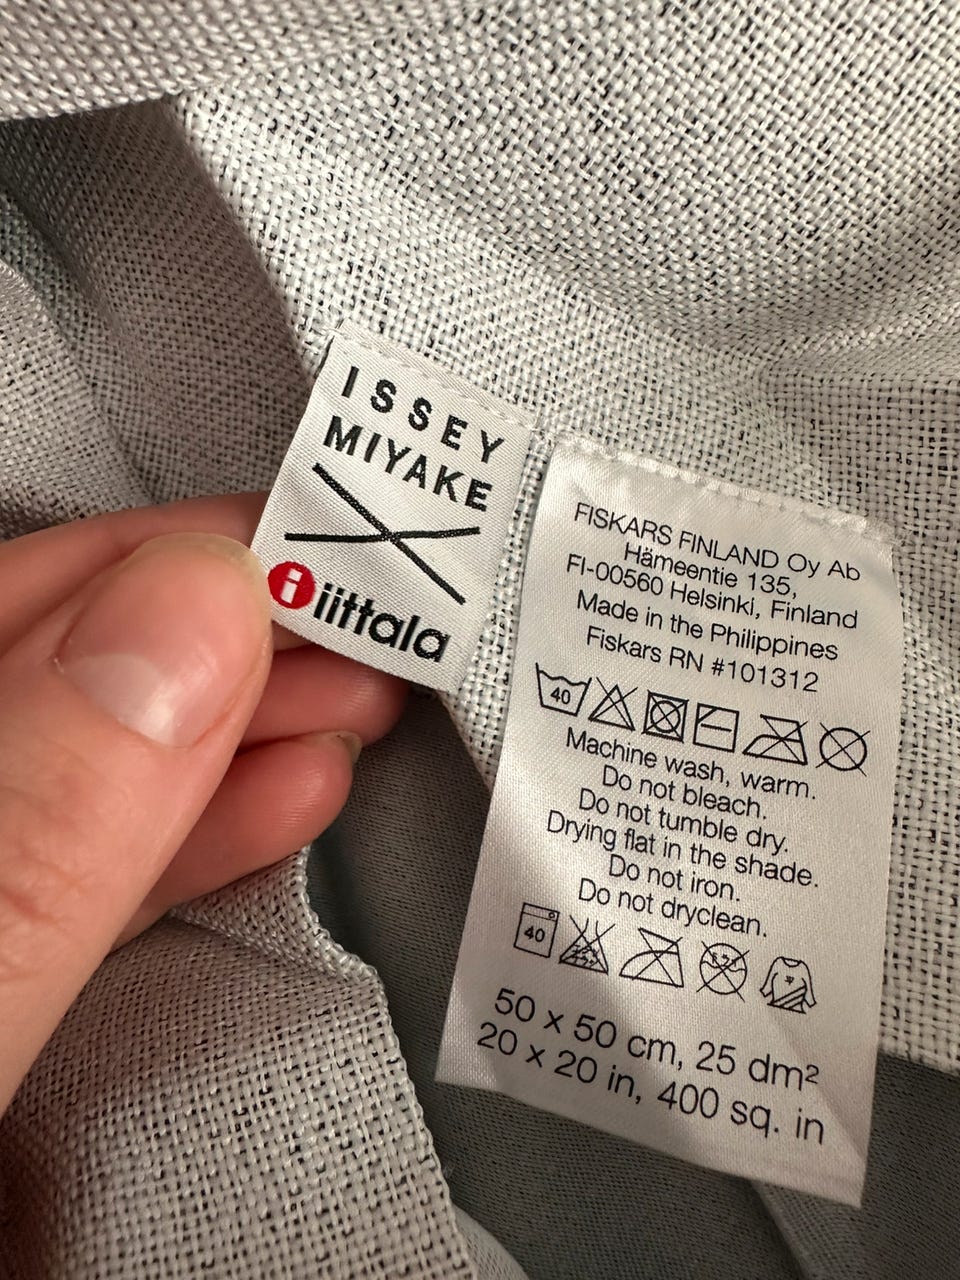 ISSEY
MIYAKE
i iittala
FISKARS FINLAND Oy Ab
Hämeentie 135,
FI-00560 Helsinki, Finland
Made in the Philippines
Fiskars RN #101312
40
Machine wash, warm.
Do not bleach.
Do not tumble dry.
Drying flat in the shade.
Do not iron.
Do not dryclean.
40
50 x 50 cm, 25 dm²
20 x 20 in, 400 sq. in